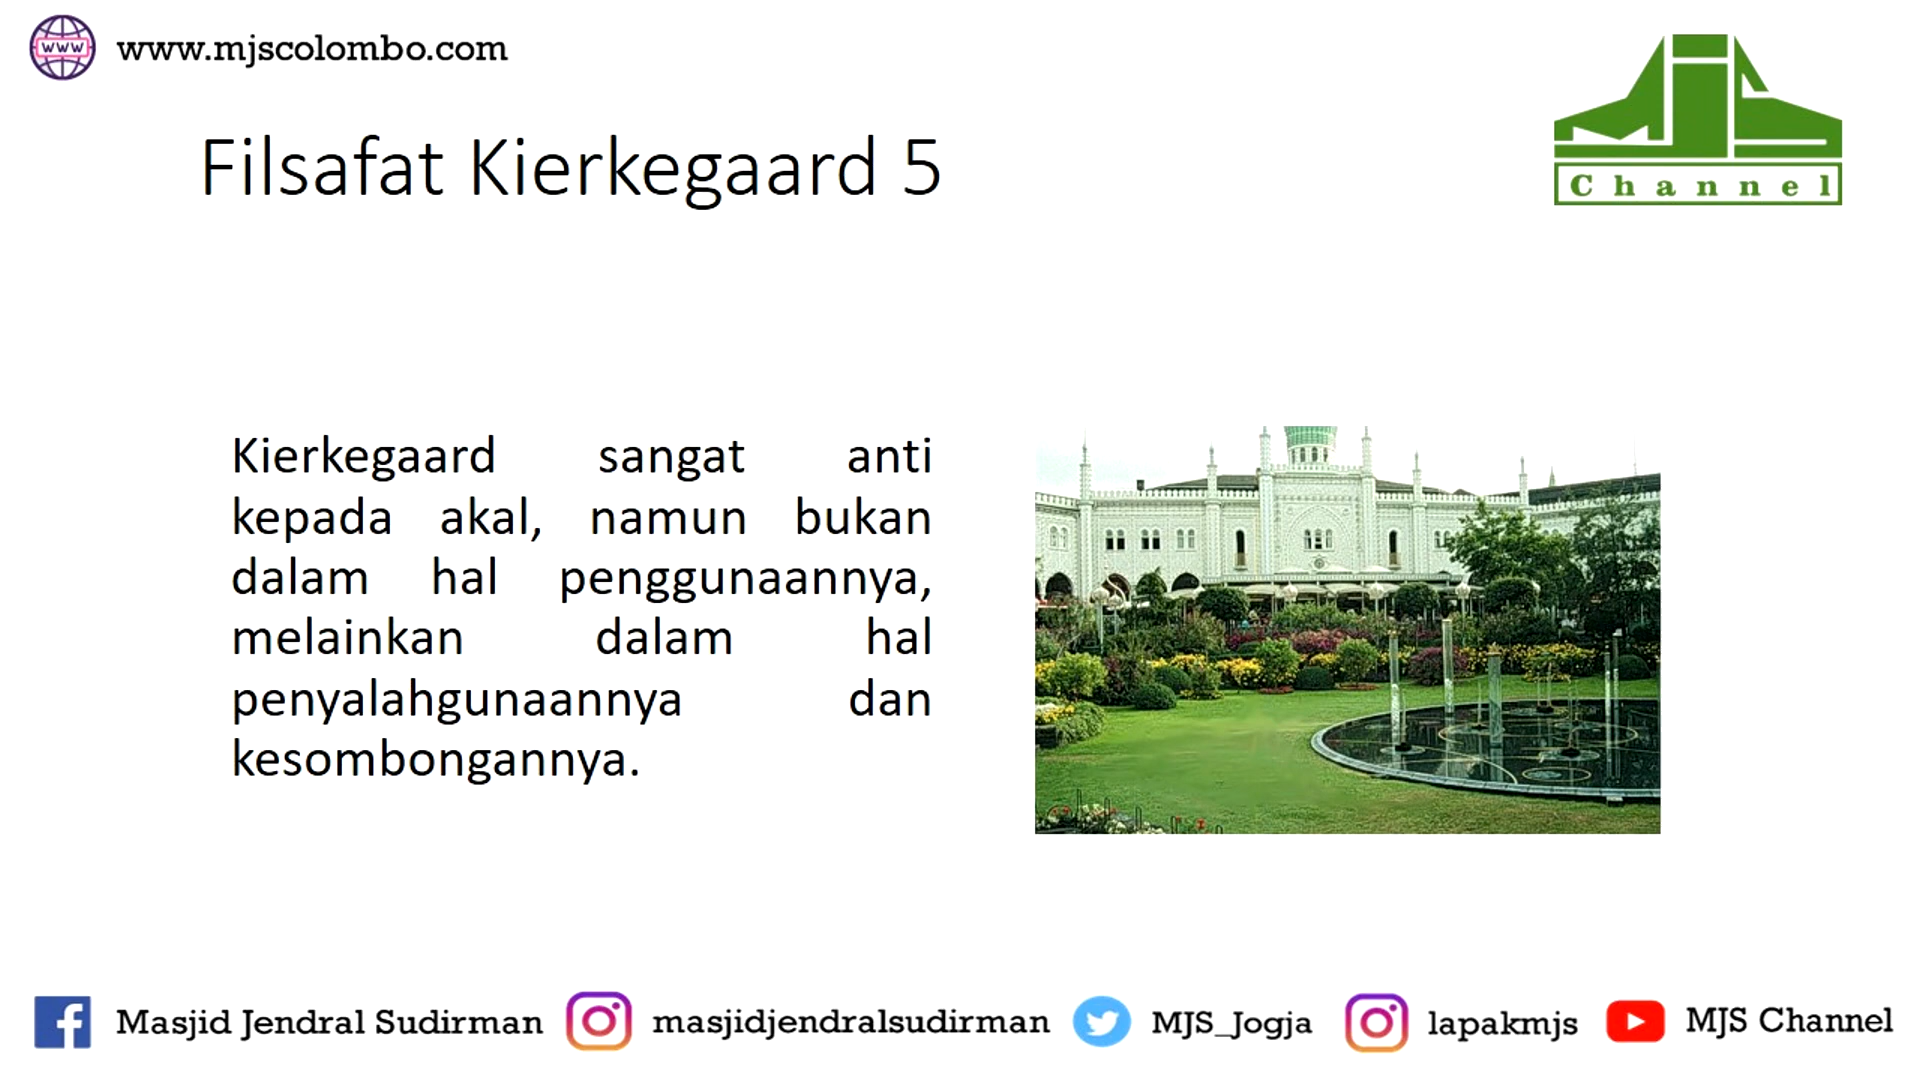 www.mjscolombo.com
MJS
Channel
Filsafat Kierkegaard 5
Kierkegaard sangat anti
kepada akal, namun bukan
dalam hal penggunaannya,
melainkan dalam hal
penyalahgunaannya dan
kesombongannya.
Masjid Jendral Sudirman
masjidjendralsudirman
MJS_Jogja
lapakmjs
MJS Channel